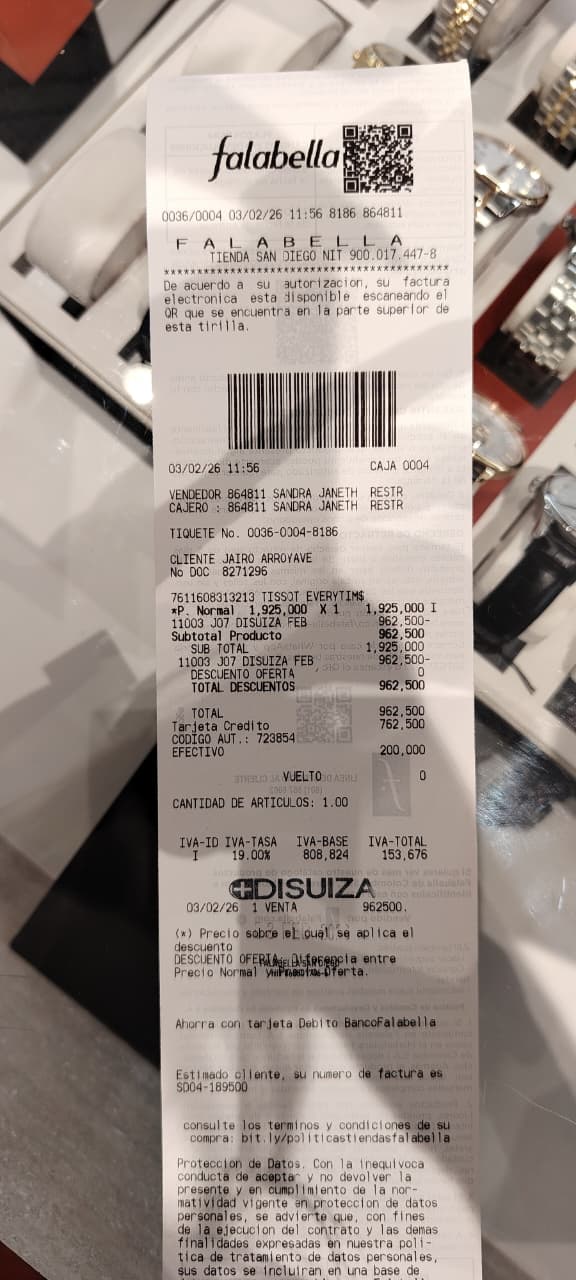 falabella
0036/0004 03/02/26 11:56 8186 864811
F A L A B E L L A
TIENDA SAN DIEGO NIT 900.017.447-8
****************************************
De acuerdo a su autorizacion, su factura
electronica esta disponible escaneando el
QR que se encuentra en la parte superior de
esta tirilla.
03/02/26 11:56 CAJA 0004
VENDEDOR 864811 SANDRA JANETH RESTR
CAJERO : 864811 SANDRA JANETH RESTR
TIQUETE No. 0036-0004-8186
CLIENTE JAIRO ARROYAVE
No DOC 8271296
7611608313213 TISSOT EVERYTIM$
*P. Normal 1,925,000 X 1 1,925,000 I
11003 J07 DISUIZA FEB 962,500-
Subtotal Producto 962,500
SUB TOTAL 1,925,000
11003 J07 DISUIZA FEB 962,500-
DESCUENTO OFERTA 0
TOTAL DESCUENTOS 962,500
TOTAL 962,500
Tarjeta Credito 762,500
CODIGO AUT.: 723854
EFECTIVO 200,000
VUELTO 0
CANTIDAD DE ARTICULOS: 1.00
IVA-ID IVA-TASA IVA-BASE IVA-TOTAL
I 19.00% 808,824 153,676
DISUIZA
03/02/26 1 VENTA 962500.
(*) Precio sobre el cual se aplica el
descuento
DESCUENTO OFERTA: Diferencia entre
Precio Normal y Precio Oferta.
Ahorra con tarjeta Debito BancoFalabella
Estimado cliente, su numero de factura es
SD04-189500
consulte los terminos y condiciones de su
compra: bit.ly/politicastiendasfalabella
Proteccion de Datos. Con la inequivoca
conducta de aceptar y no devolver la
presente y en cumplimiento de la nor-
matividad vigente en proteccion de datos
personales, se advierte que, con fines
de la ejecucion del contrato y las demas
finalidades expresadas en nuestra poli-
tica de tratamiento de datos personales,
sus datos se incluiran en una base de